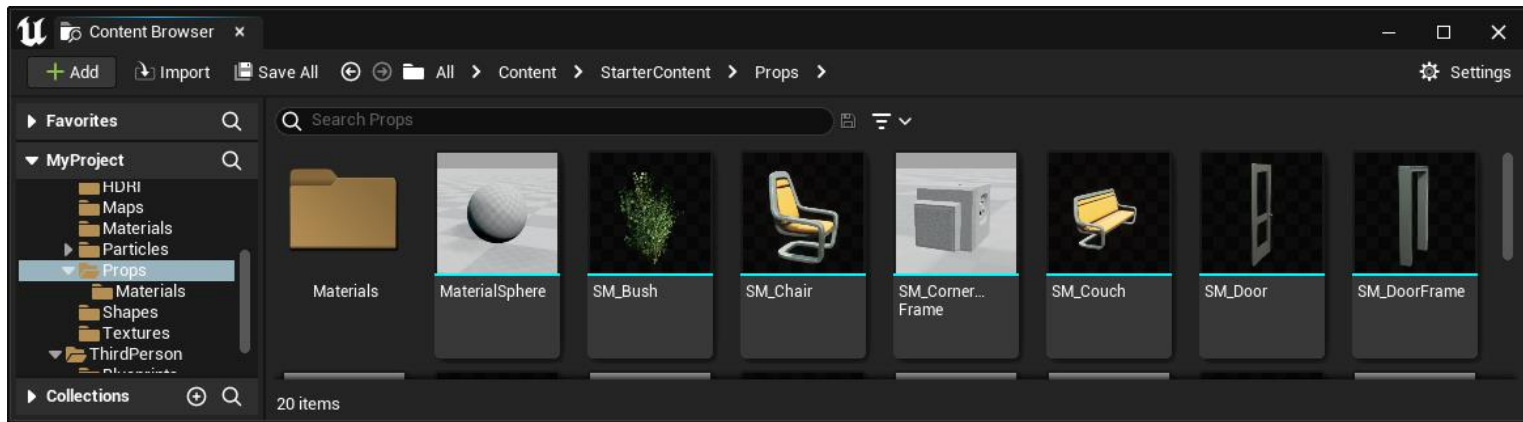 Content Browser
Add Import Save All All Content StarterContent Props Settings
Favorites
Search Props
MyProject
HDRI
Maps
Materials
Particles
Props
Materials
Shapes
Textures
ThirdPerson
Collections
Materials
MaterialSphere
SM_Bush
SM_Chair
SM_Corner...
Frame
SM_Couch
SM_Door
SM_DoorFrame
20 items